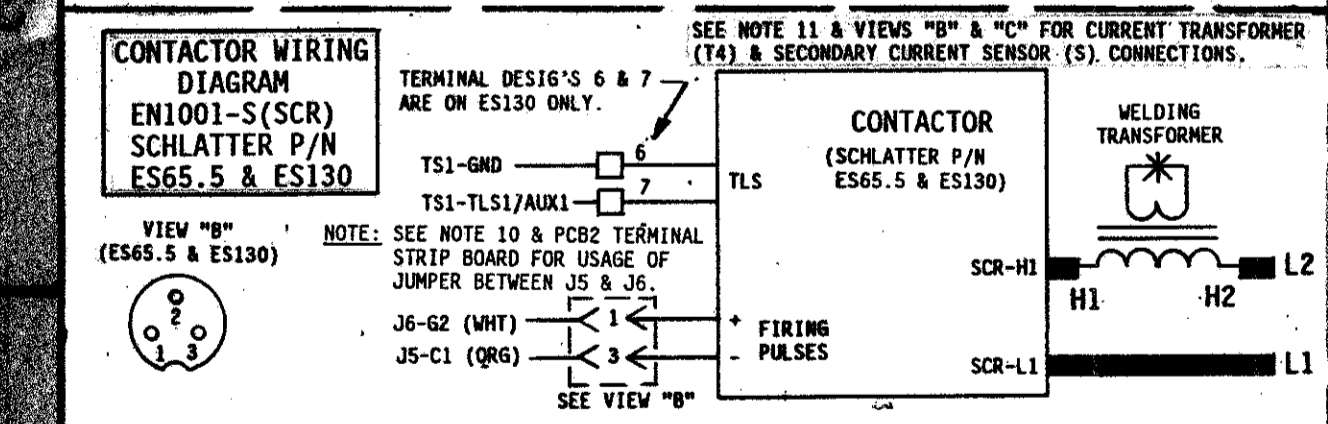 SEE NOTE 11 & VIEWS "B" & "C" FOR CURRENT TRANSFORMER
(T4) & SECONDARY CURRENT SENSOR (S) CONNECTIONS.
CONTACTOR WIRING
DIAGRAM
EN1001-S(SCR)
SCHLATTER P/N
ES65.5 & ES130
TERMINAL DESIG'S 6 & 7
ARE ON ES130 ONLY.
TS1-GND
6
TS1-TLS1/AUX1
7
TLS
CONTACTOR
(SCHLATTER P/N
ES65.5 & ES130)
WELDING
TRANSFORMER
VIEW "B"
(ES65.5 & ES130)
2
1 3
NOTE: SEE NOTE 10 & PCB2 TERMINAL
STRIP BOARD FOR USAGE OF
JUMPER BETWEEN J5 & J6.
SCR-H1
H1
H2
L2
J6-G2 (WHT)
1
+
J5-C1 (ORG)
3
-
FIRING
PULSES
SCR-L1
L1
SEE VIEW "B"